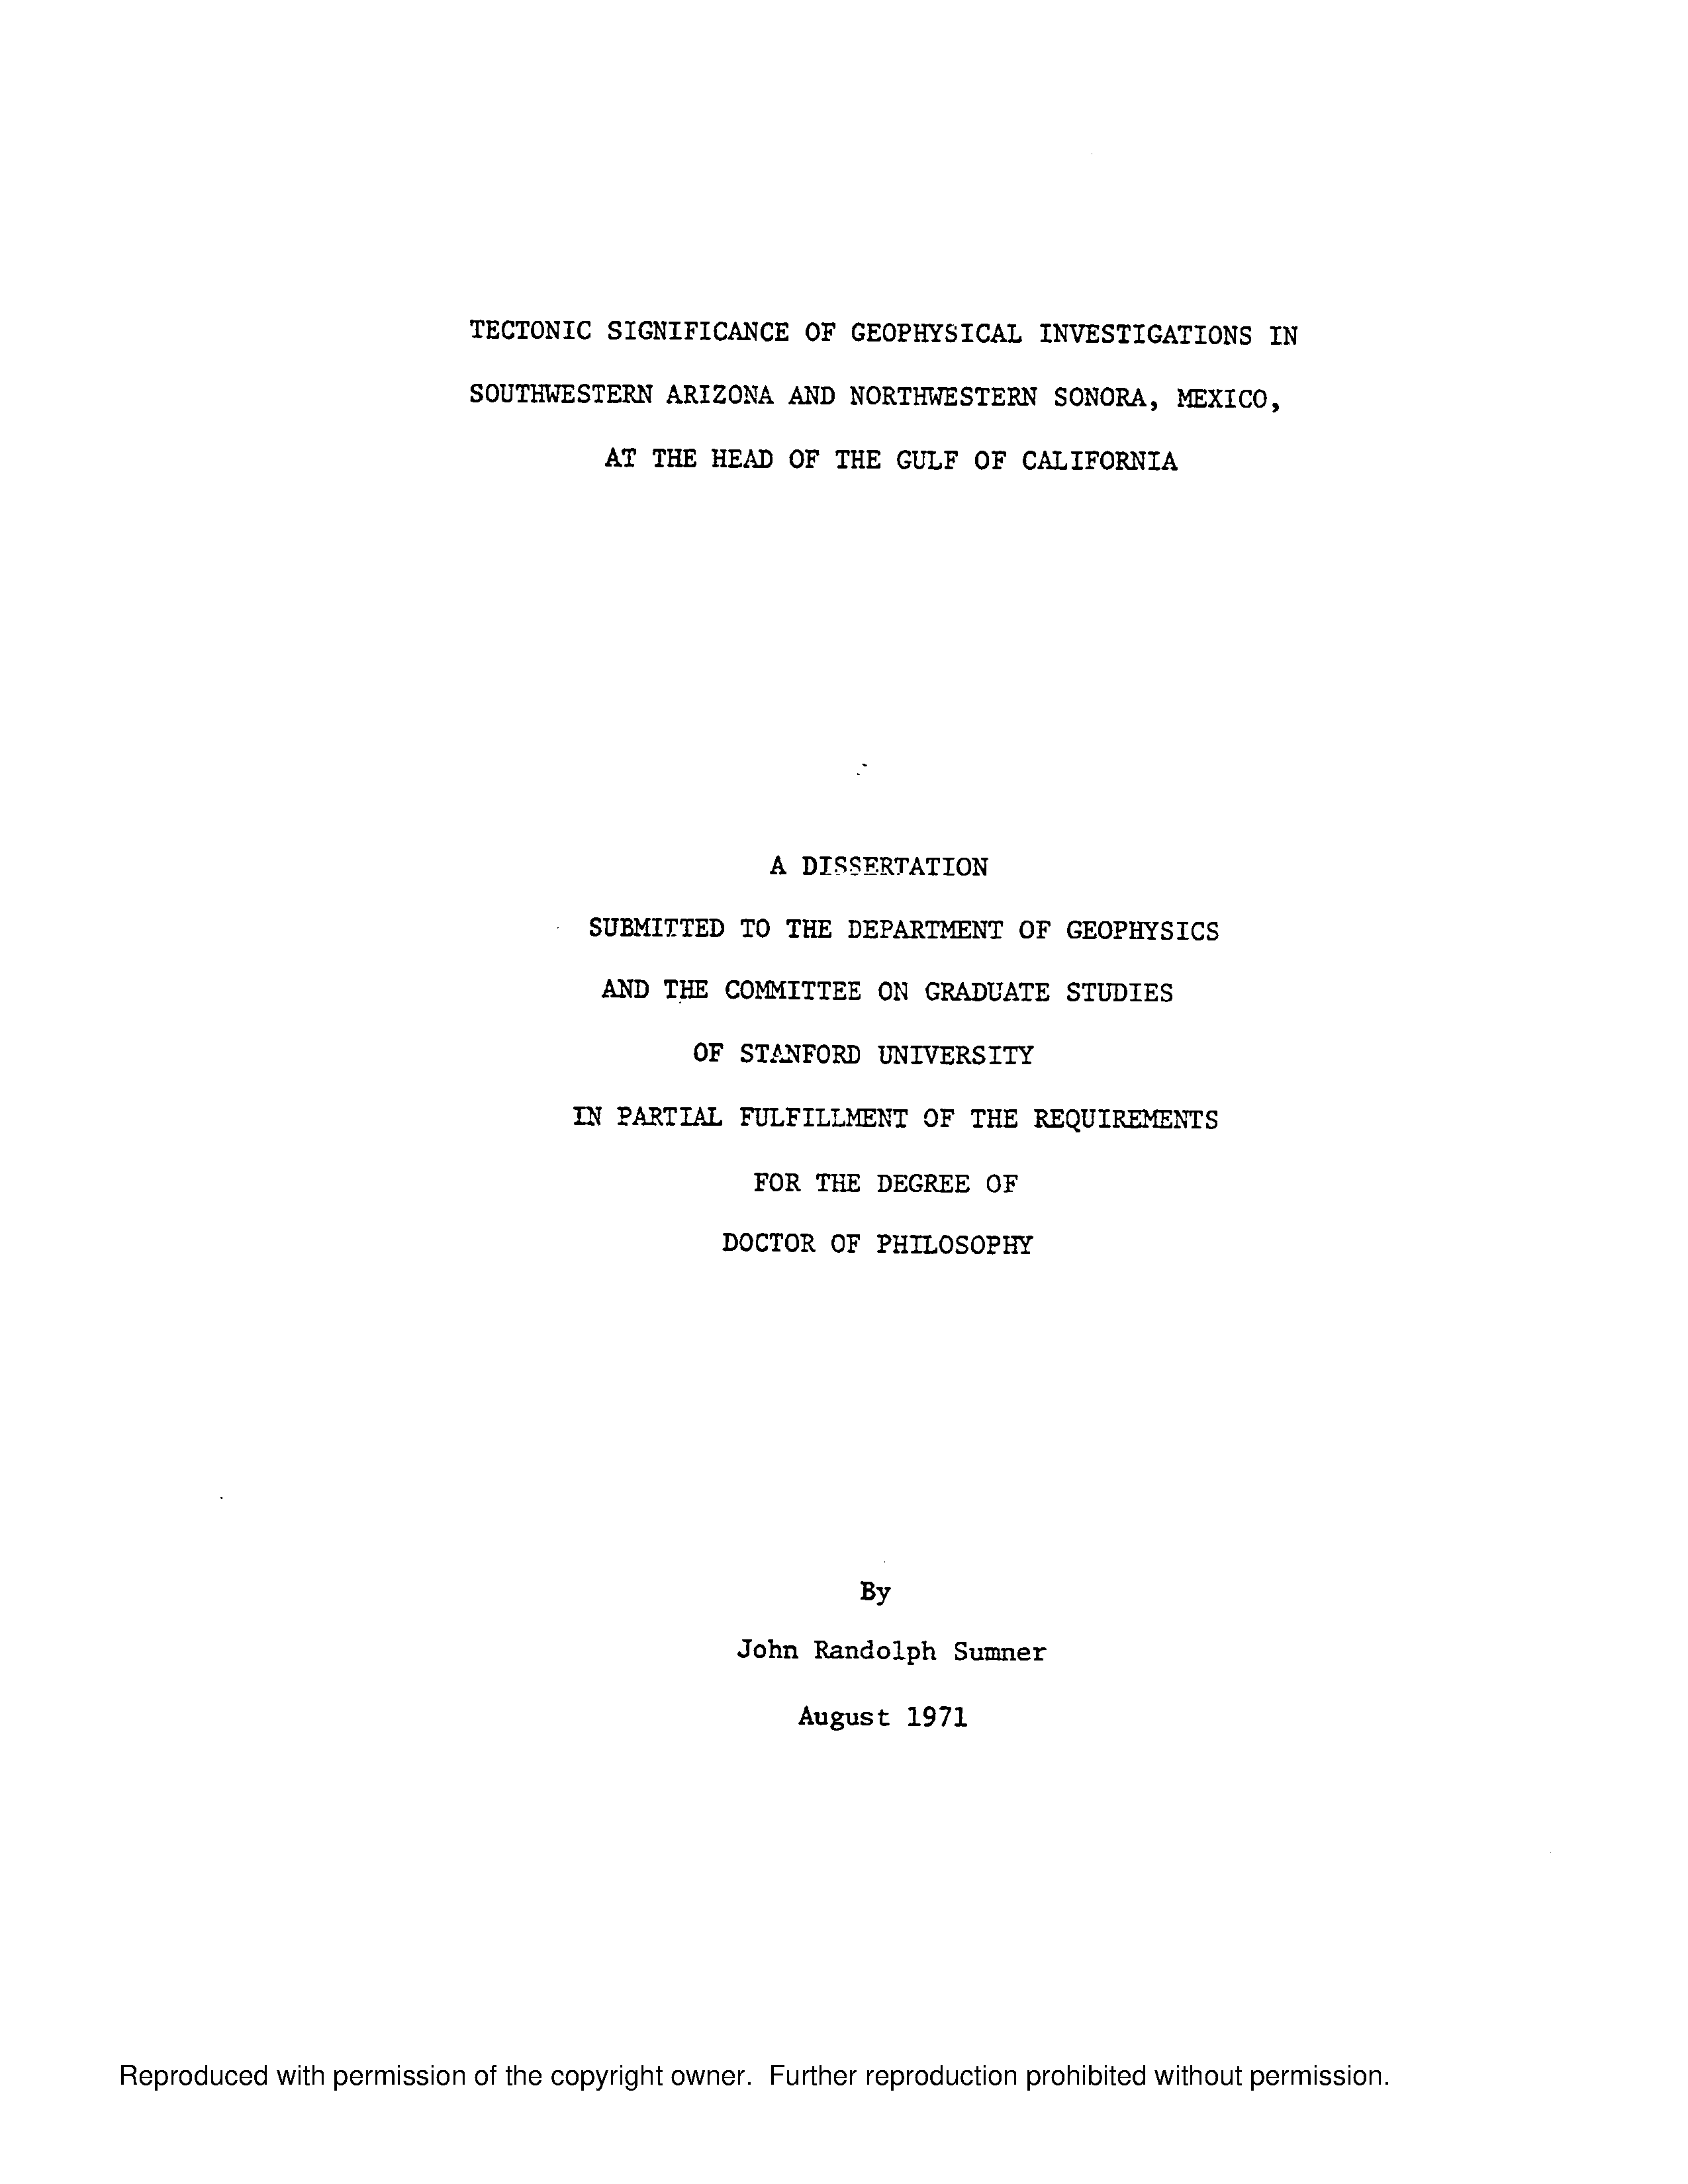 TECTONIC SIGNIFICANCE OF GEOPHYSICAL INVESTIGATIONS IN
SOUTHWESTERN ARIZONA AND NORTHWESTERN SONORA, MEXICO,
AT THE HEAD OF THE GULF OF CALIFORNIA
A DISSERTATION
SUBMITTED TO THE DEPARTMENT OF GEOPHYSICS
AND THE COMMITTEE ON GRADUATE STUDIES
OF STANFORD UNIVERSITY
IN PARTIAL FULFILLMENT OF THE REQUIREMENTS
FOR THE DEGREE OF
DOCTOR OF PHILOSOPHY
By
John Randolph Sumner
August 1971
Reproduced with permission of the copyright owner. Further reproduction prohibited without permission.